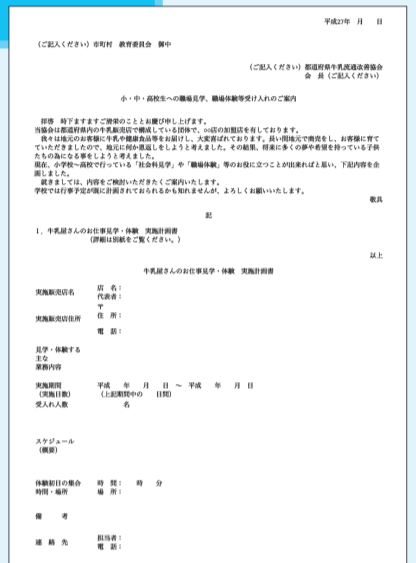 平成27年　月　　日
（ご記入ください）市町村　教育委員会　御中
（ご記入ください）都道府県牛乳流通改善協会
会　長（ご記入ください）
小・中・高校生への職場見学、職場体験等受け入れのご案内
拝啓　時下ますますご清栄のこととお慶び申し上げます。
当協会は都道府県内の牛乳販売店で構成している団体で、○○店の加盟店を有しております。
我々は地元のお客様に牛乳や健康食品等をお届けし、大変喜ばれております。長い間地元で商売をし、お客様に育て
ていただきましたので、地元に何か恩返しをしようと考えました。その結果、将来に多くの夢や希望を持っている子供
たちの為になる事をしようと考えました。
現在、小学校〜高校で行っている「社会科見学」や「職場体験」等のお役に立つことが出来ればと思い、下記内容を企
画しました。
就きましては、内容をご検討いただきたくご案内いたします。
学校では行事予定が既に計画されておられるかも知れませんが、よろしくお願いいたします。
敬具
記
１．牛乳屋さんのお仕事見学・体験　実施計画書
（詳細は別紙をご覧ください。）
以上
牛乳屋さんのお仕事見学・体験　実施計画書
実施販売店名　店　名：
代表者：
〒
実施販売店住所　住　所：
電　話：
見学・体験する
主な
業務内容
実施期間　平成　年　月　日　〜　平成　年　月　日
（実施日数）　（上記期間中の　日間）
受入れ人数　名
スケジュール
（概要）
体験初日の集合　時　間：　時　分
時間・場所　場　所：
備　考
担当者：
連　絡　先　電　話：